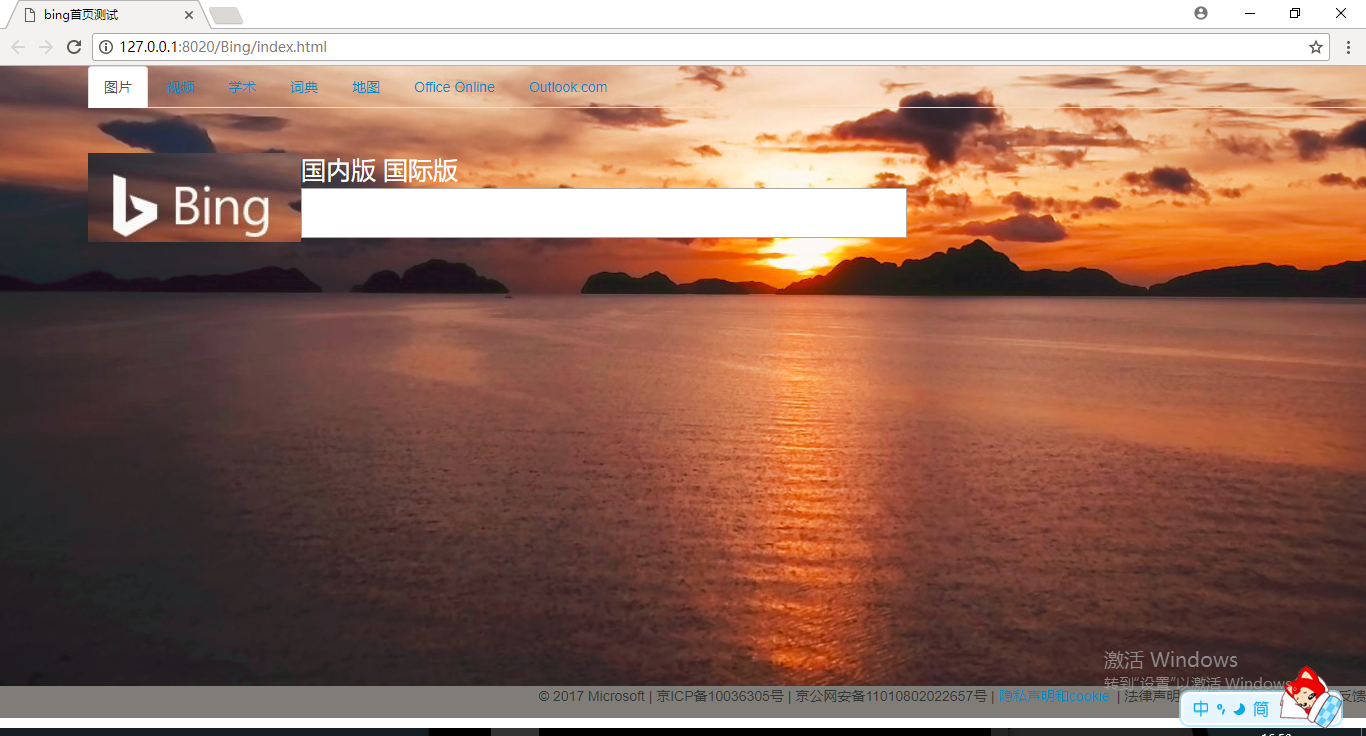 bing首页测试
127.0.0.1:8020/Bing/index.html
图片 视频 学术 词典 地图 Office Online Outlook.com
国内版 国际版
Bing
激活 Windows
转到"设置"以激活 Windows
© 2017 Microsoft | 京ICP备10036305号 | 京公网安备11010802022657号 | 隐私声明和cookie | 法律声明 反馈
中 简